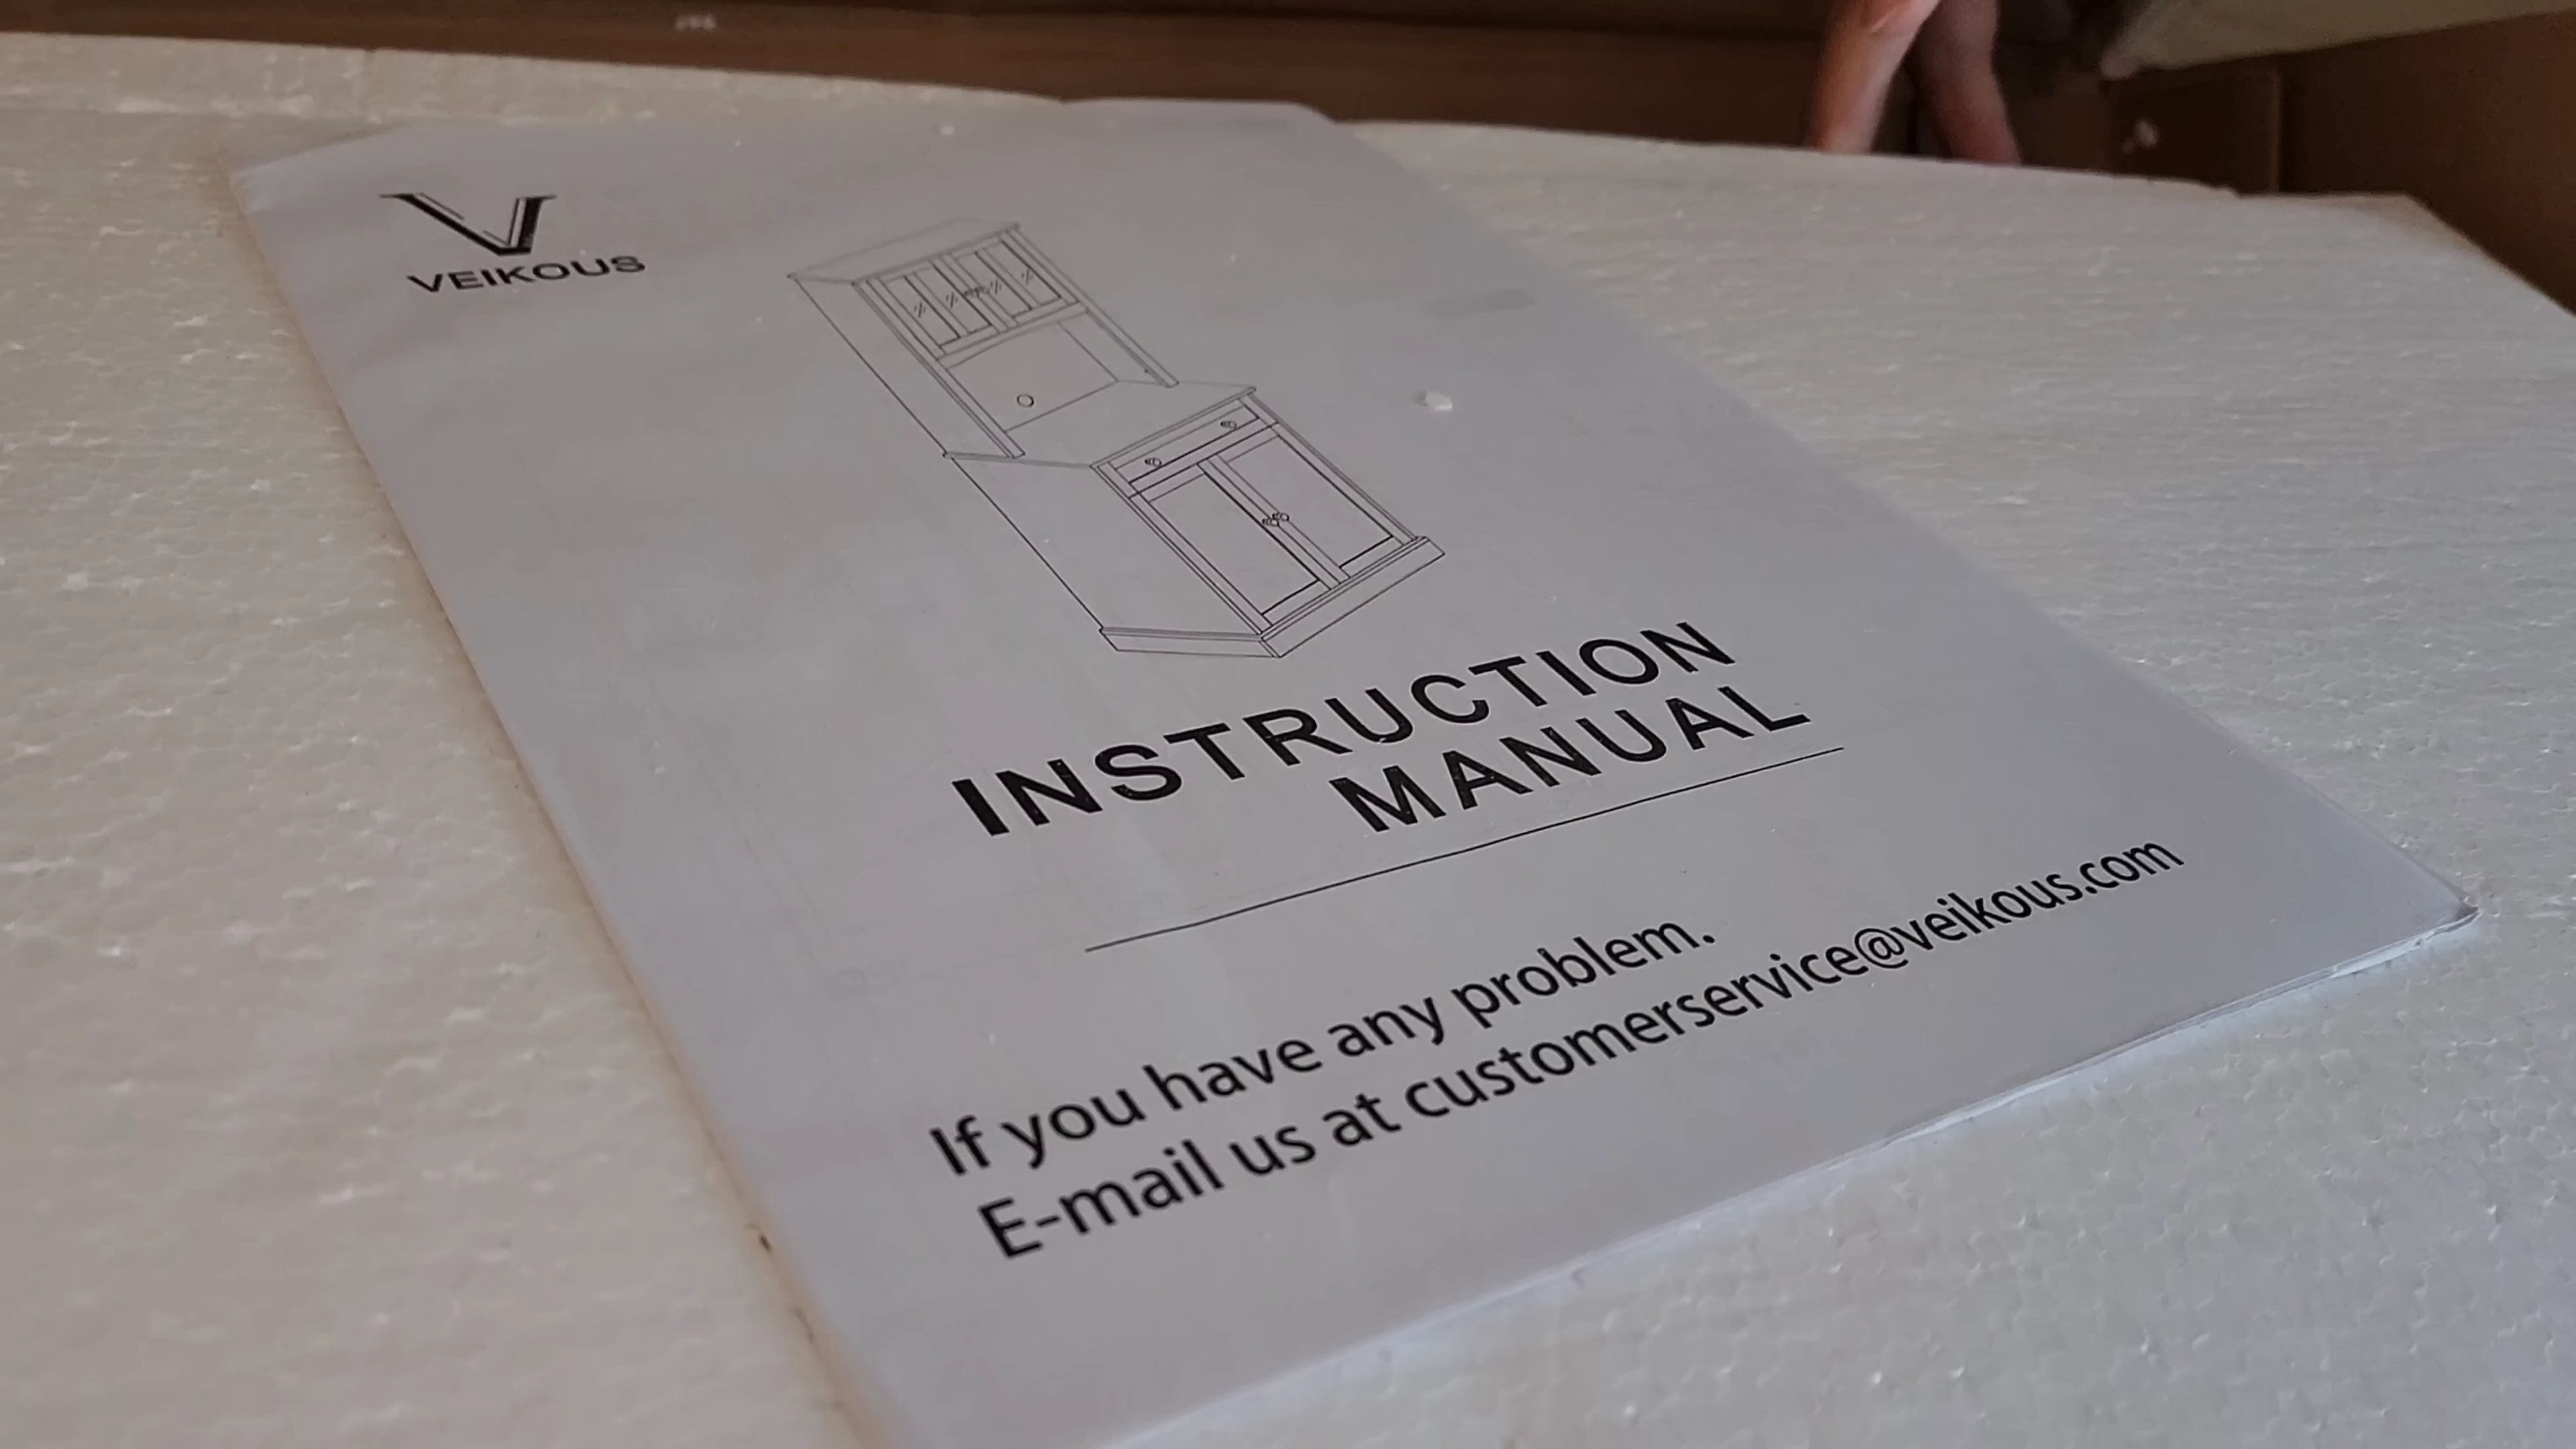 VEIKOUS
INSTRUCTION
MANUAL
If you have any problem.
E-mail us at customerservice@veikous.com